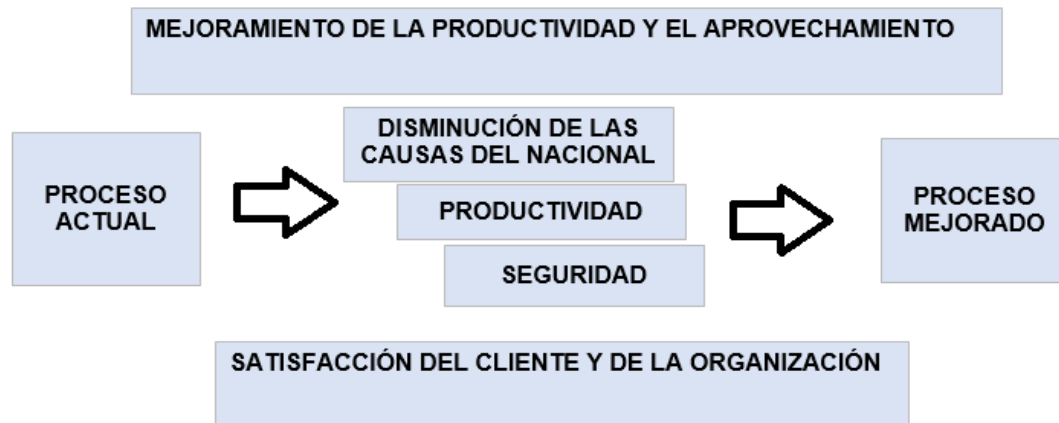 MEJORAMIENTO DE LA PRODUCTIVIDAD Y EL APROVECHAMIENTO
PROCESO
ACTUAL
DISMINUCIÓN DE LAS
CAUSAS DEL NACIONAL
PRODUCTIVIDAD
SEGURIDAD
PROCESO
MEJORADO
SATISFACCIÓN DEL CLIENTE Y DE LA ORGANIZACIÓN